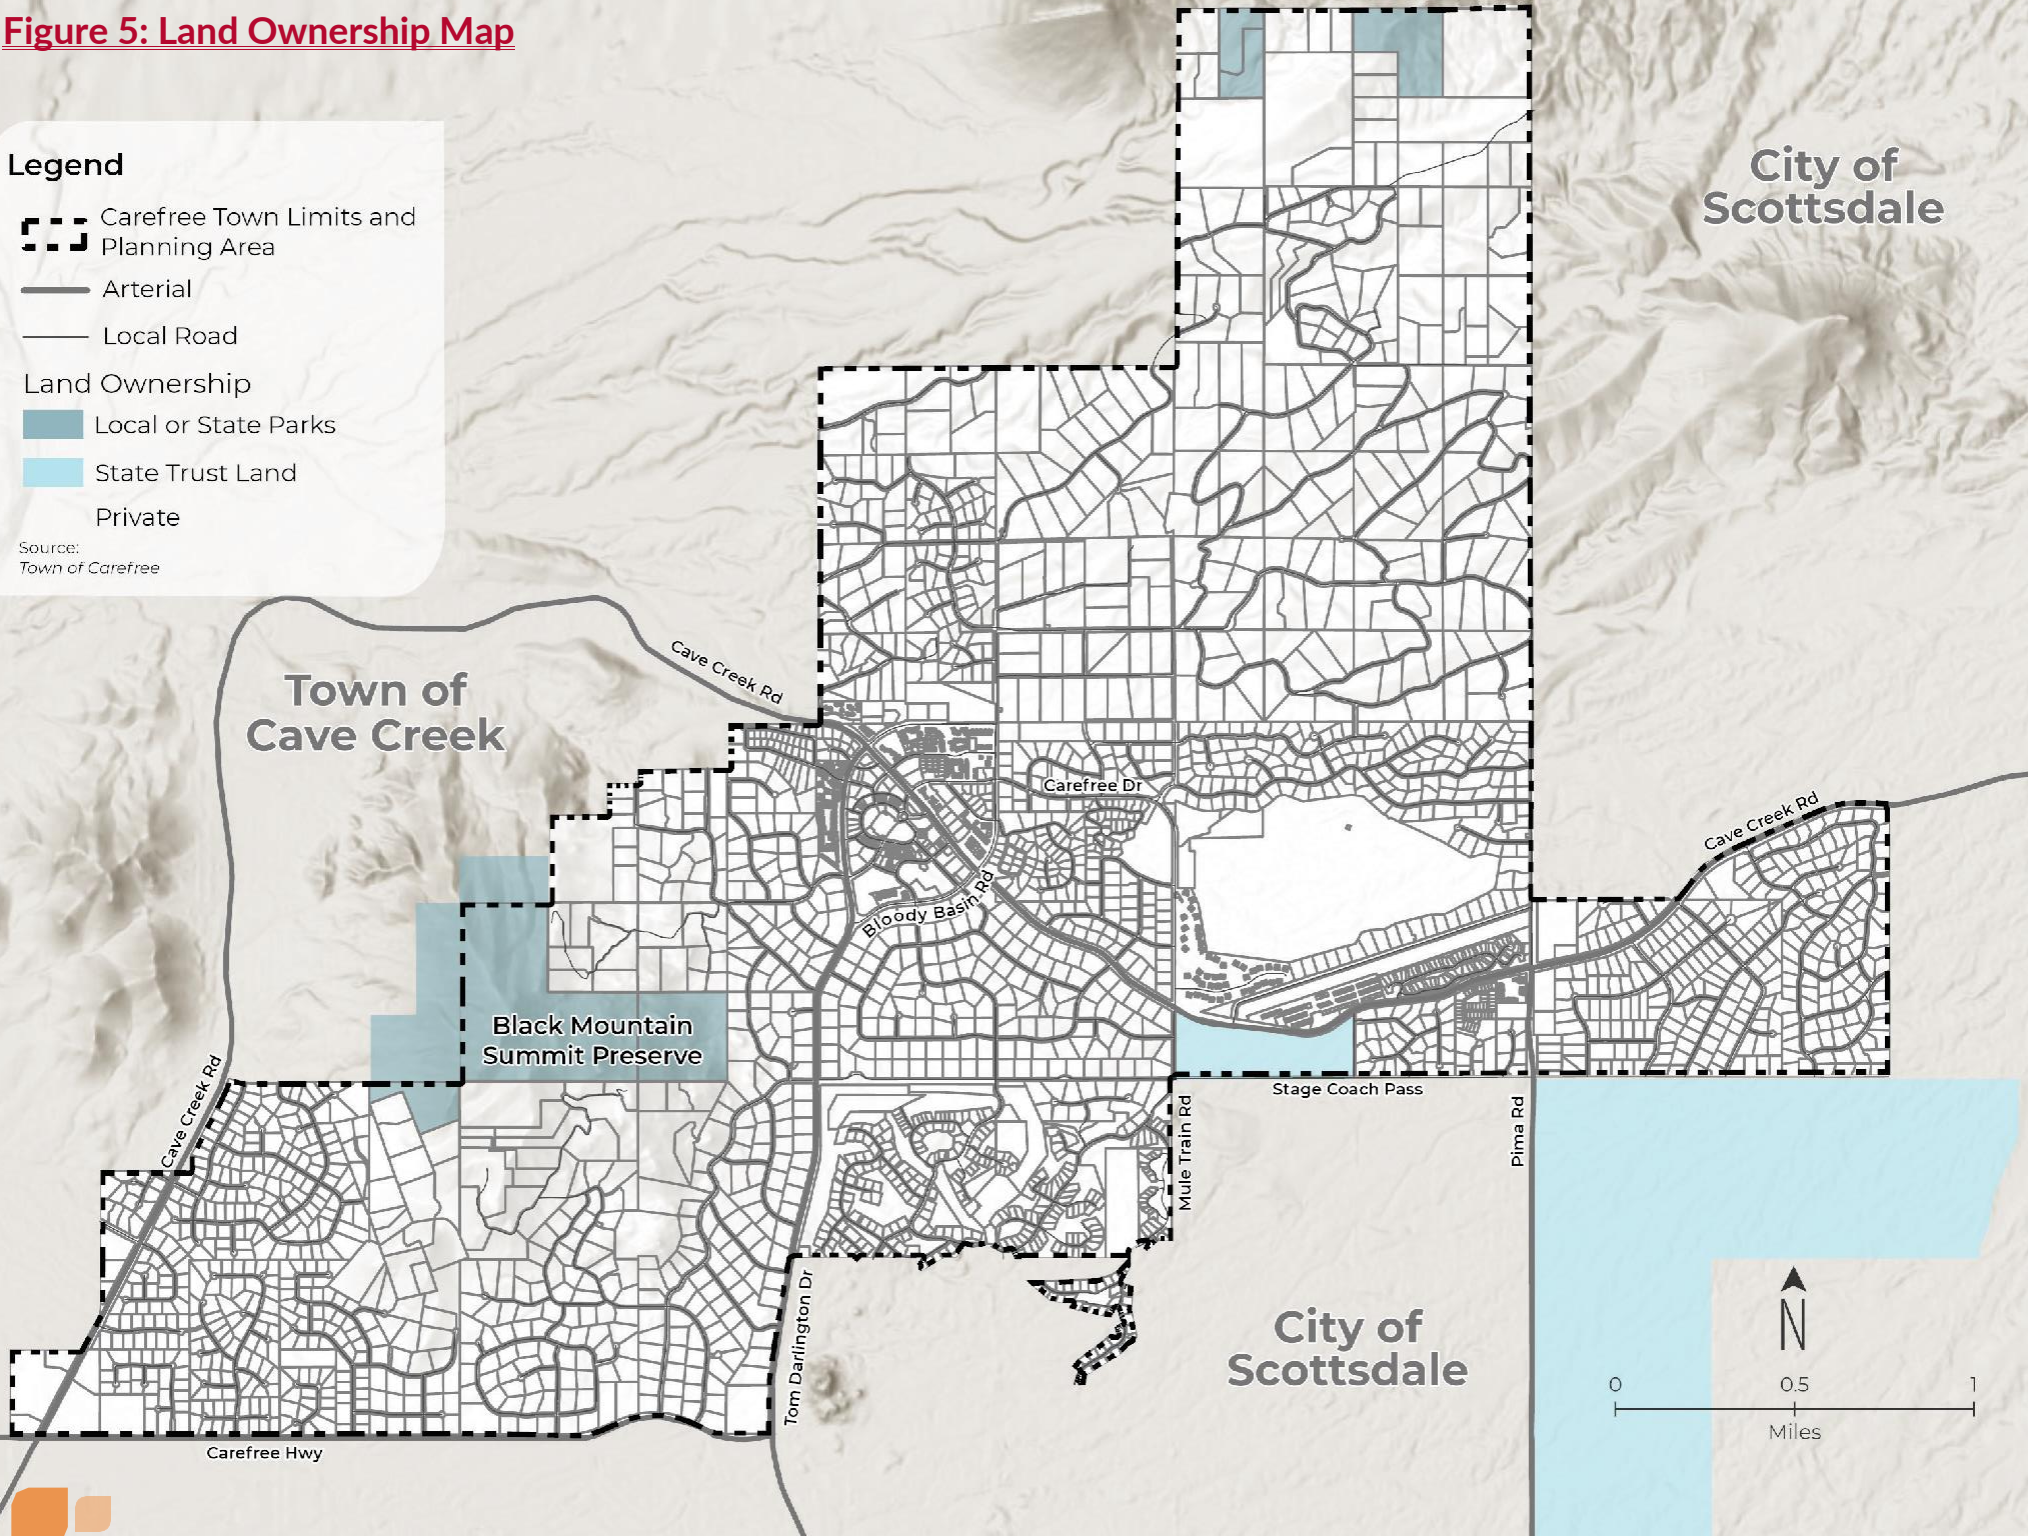 Figure 5: Land Ownership Map
Legend
Carefree Town Limits and
Planning Area
Arterial
Local Road
Land Ownership
Local or State Parks
State Trust Land
Private
Source:
Town of Carefree
City of
Scottsdale
Town of
Cave Creek
Cave Creek Rd
Carefree Dr
Cave Creek Rd
Bloody Basin Rd
Black Mountain
Summit Preserve
Stage Coach Pass
Cave Creek Rd
Mule Train Rd
Pima Rd
Tom Darlington Dr
City of
Scottsdale
Carefree Hwy
N
0 0.5 1
Miles